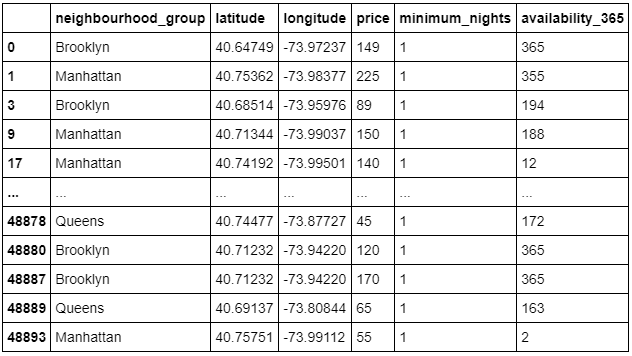 neighbourhood_group latitude longitude price minimum_nights availability_365
0 Brooklyn 40.64749 -73.97237 149 1 365
1 Manhattan 40.75362 -73.98377 225 1 355
3 Brooklyn 40.68514 -73.95976 89 1 194
9 Manhattan 40.71344 -73.99037 150 1 188
17 Manhattan 40.74192 -73.99501 140 1 12
... ... ... ... ... ... ...
48878 Queens 40.74477 -73.87727 45 1 172
48880 Brooklyn 40.71232 -73.94220 120 1 365
48887 Brooklyn 40.71232 -73.94220 170 1 365
48889 Queens 40.69137 -73.80844 65 1 163
48893 Manhattan 40.75751 -73.99112 55 1 2